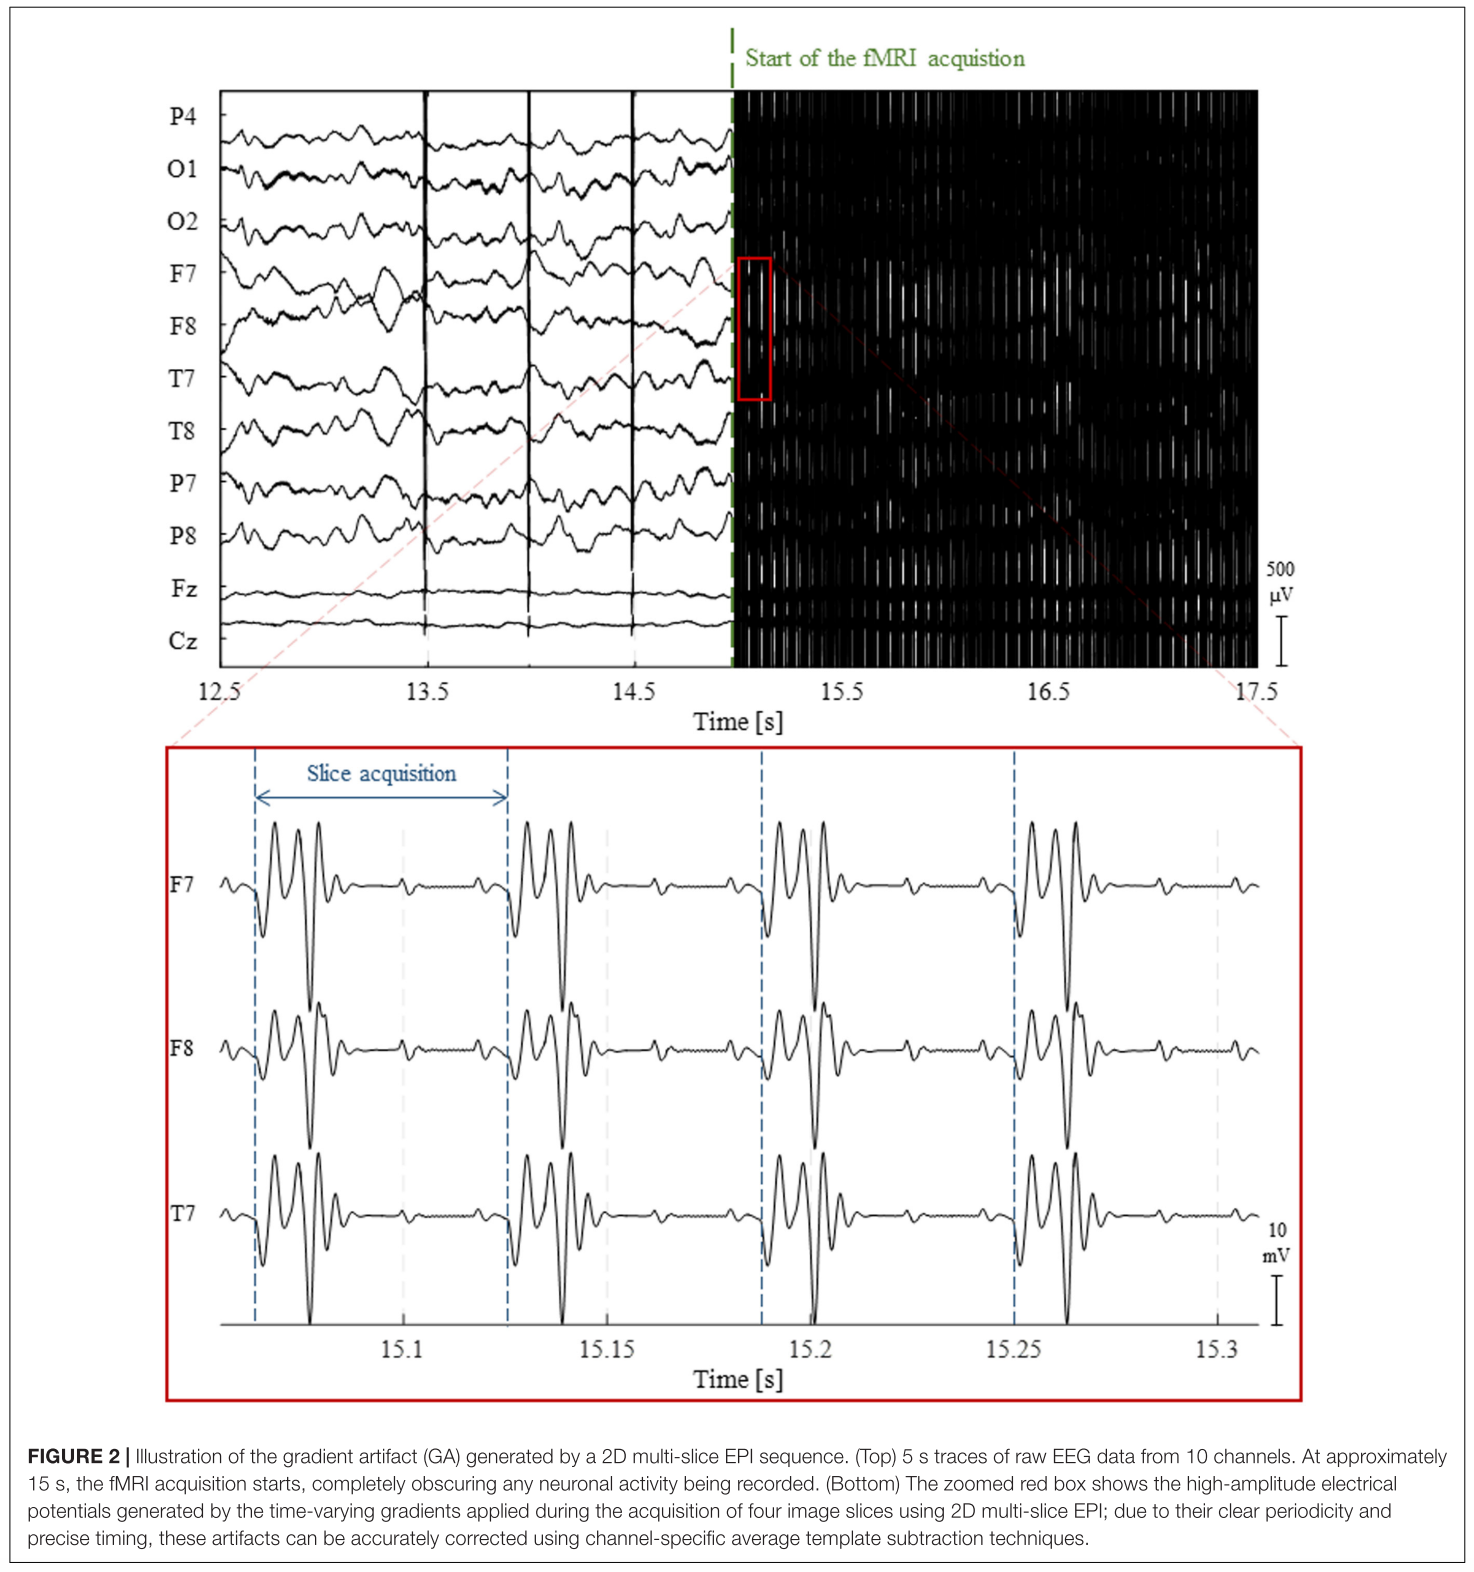 Start of the fMRI acquistion
P4
O1
O2
F7
F8
T7
T8
P7
P8
Fz
Cz
500
μV
12.5 13.5 14.5 15.5 16.5 17.5
Time [s]
Slice acquisition
F7
F8
T7
10
mV
15.1 15.15 15.2 15.25 15.3
Time [s]
FIGURE 2 | Illustration of the gradient artifact (GA) generated by a 2D multi-slice EPI sequence. (Top) 5 s traces of raw EEG data from 10 channels. At approximately
15 s, the fMRI acquisition starts, completely obscuring any neuronal activity being recorded. (Bottom) The zoomed red box shows the high-amplitude electrical
potentials generated by the time-varying gradients applied during the acquisition of four image slices using 2D multi-slice EPI; due to their clear periodicity and
precise timing, these artifacts can be accurately corrected using channel-specific average template subtraction techniques.